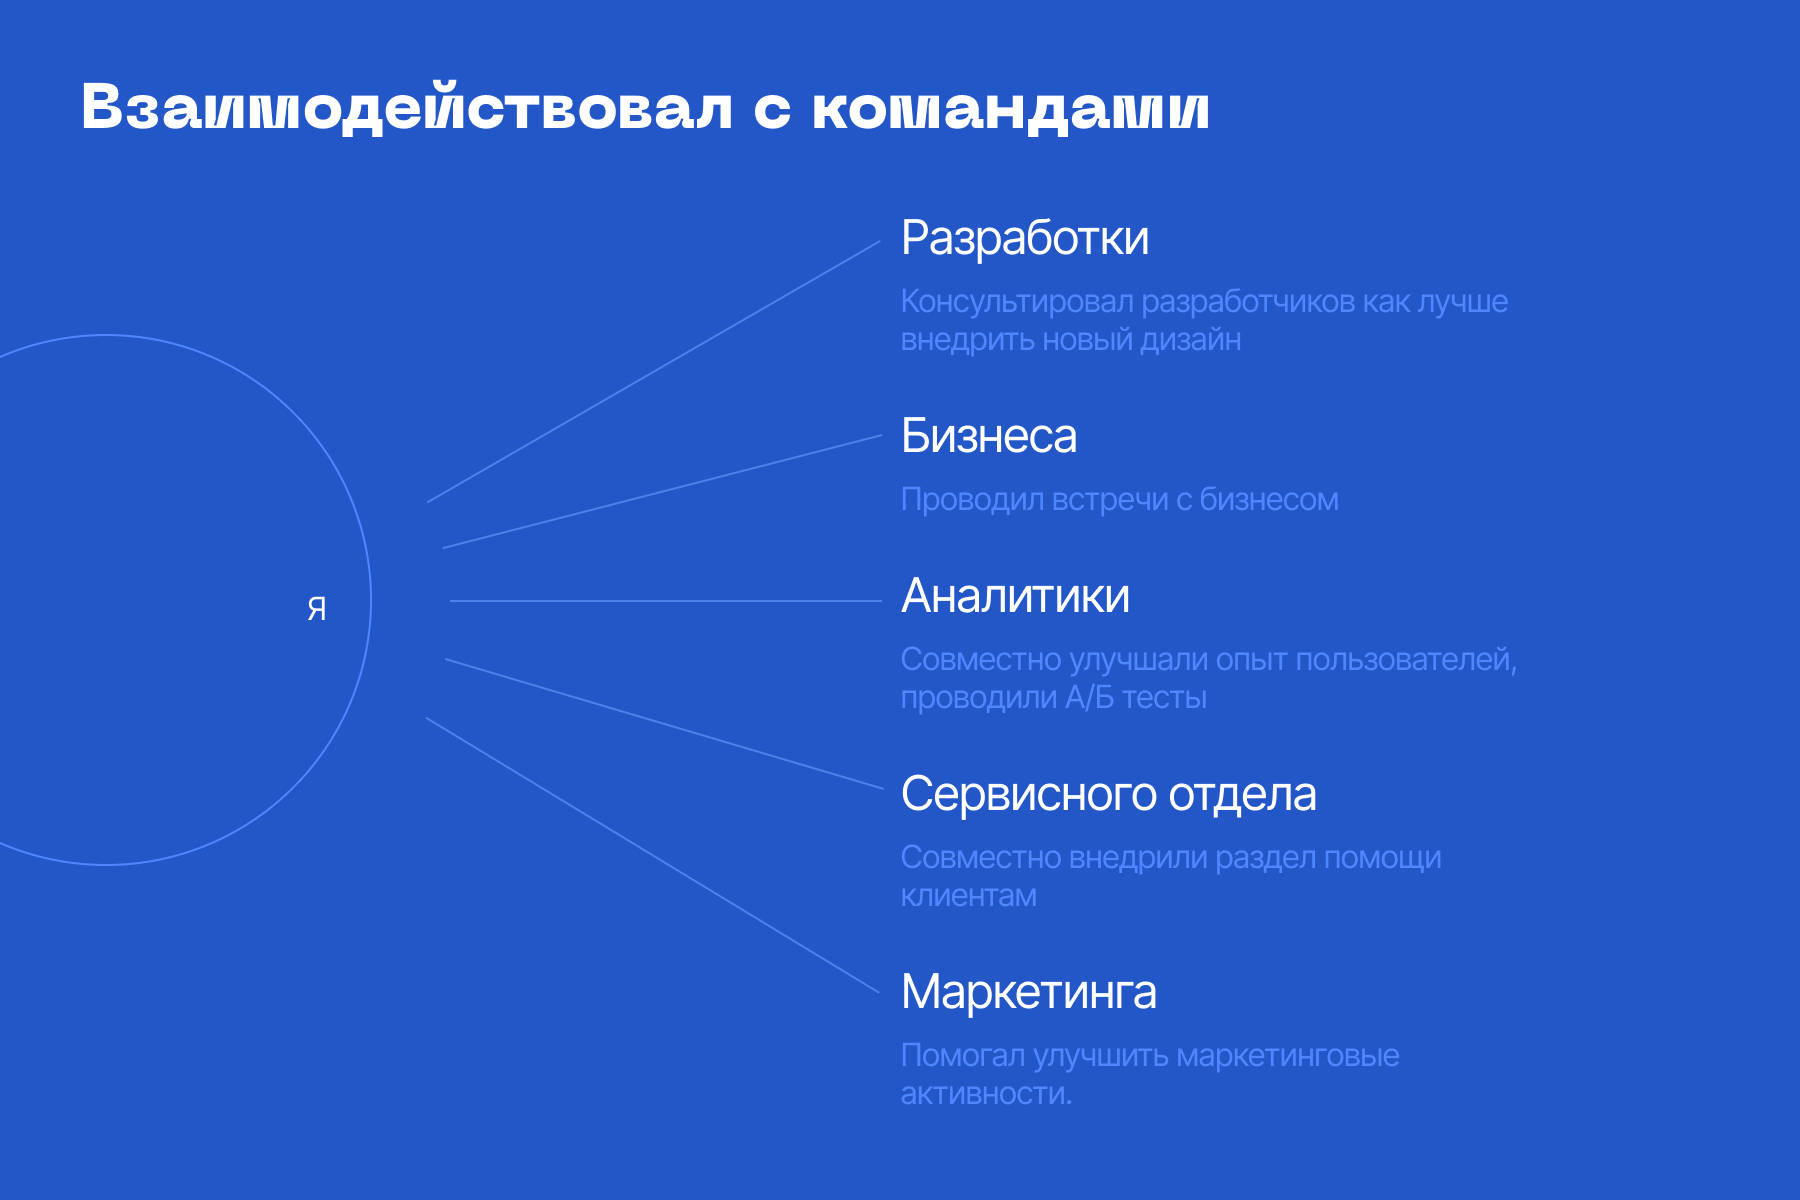 Взаимодействовал с командами
Разработки
Консультировал разработчиков как лучше
внедрить новый дизайн
Бизнеса
Проводил встречи с бизнесом
Я
Аналитики
Совместно улучшали опыт пользователей,
проводили А/Б тесты
Сервисного отдела
Совместно внедрили раздел помощи
клиентам
Маркетинга
Помогал улучшить маркетинговые
активности.